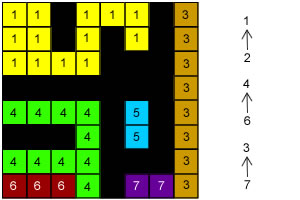 1 1 1 1 1 3
1 1 1 1 3
1 1 1 1 3
3
4 4 4 4 5 3
4 5 3
4 4 4 4 3
6 6 6 4 7 7 3
1
2
4
6
3
7